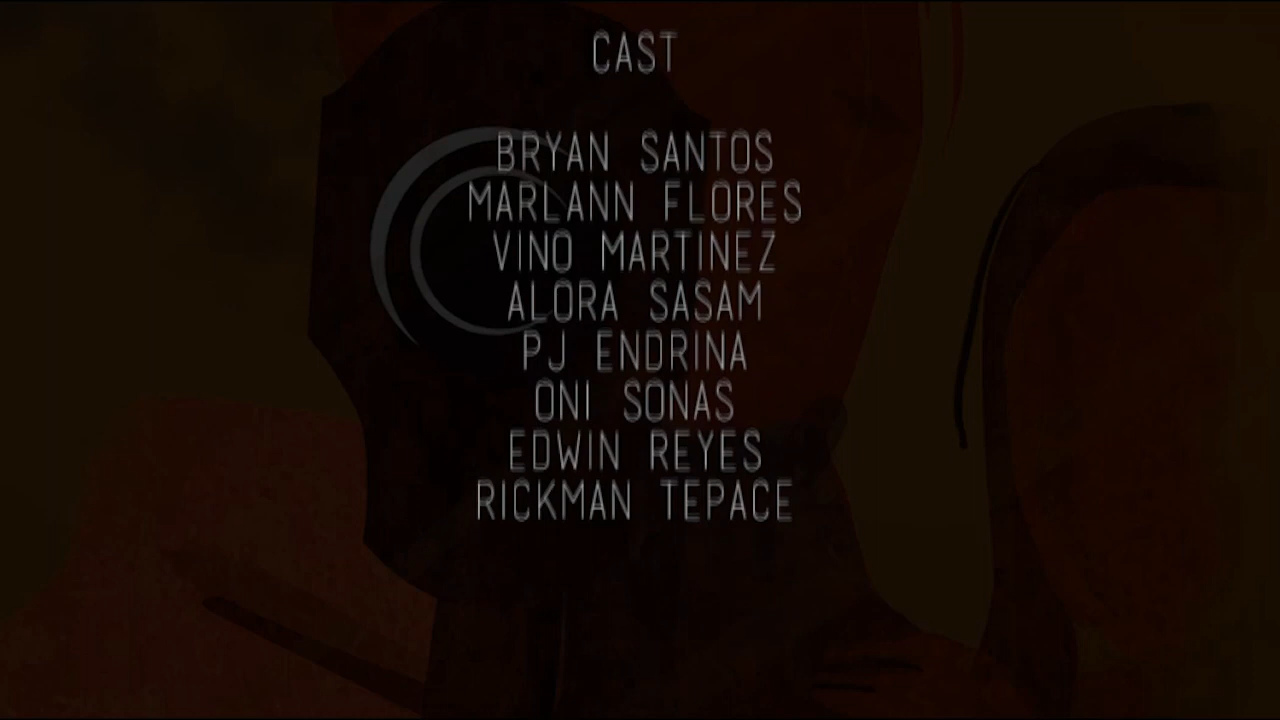 CAST
BRYAN SANTOS
MARLANN FLORES
VINO MARTINEZ
ALORA SASAM
PJ ENDRINA
ONI SONAS
EDWIN REYES
RICKMAN TEPACE